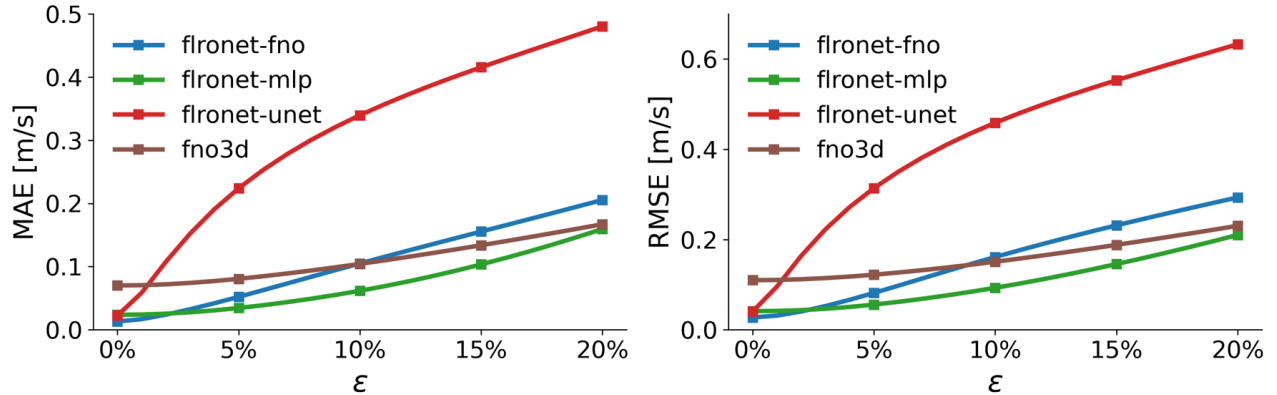 MAE [m/s]
0.5
0.4
0.3
0.2
0.1
0.0
flronet-fno
flronet-mlp
flronet-unet
fno3d
0% 5% 10% 15% 20%
ε
RMSE [m/s]
0.6
0.4
0.2
0.0
flronet-fno
flronet-mlp
flronet-unet
fno3d
0% 5% 10% 15% 20%
ε